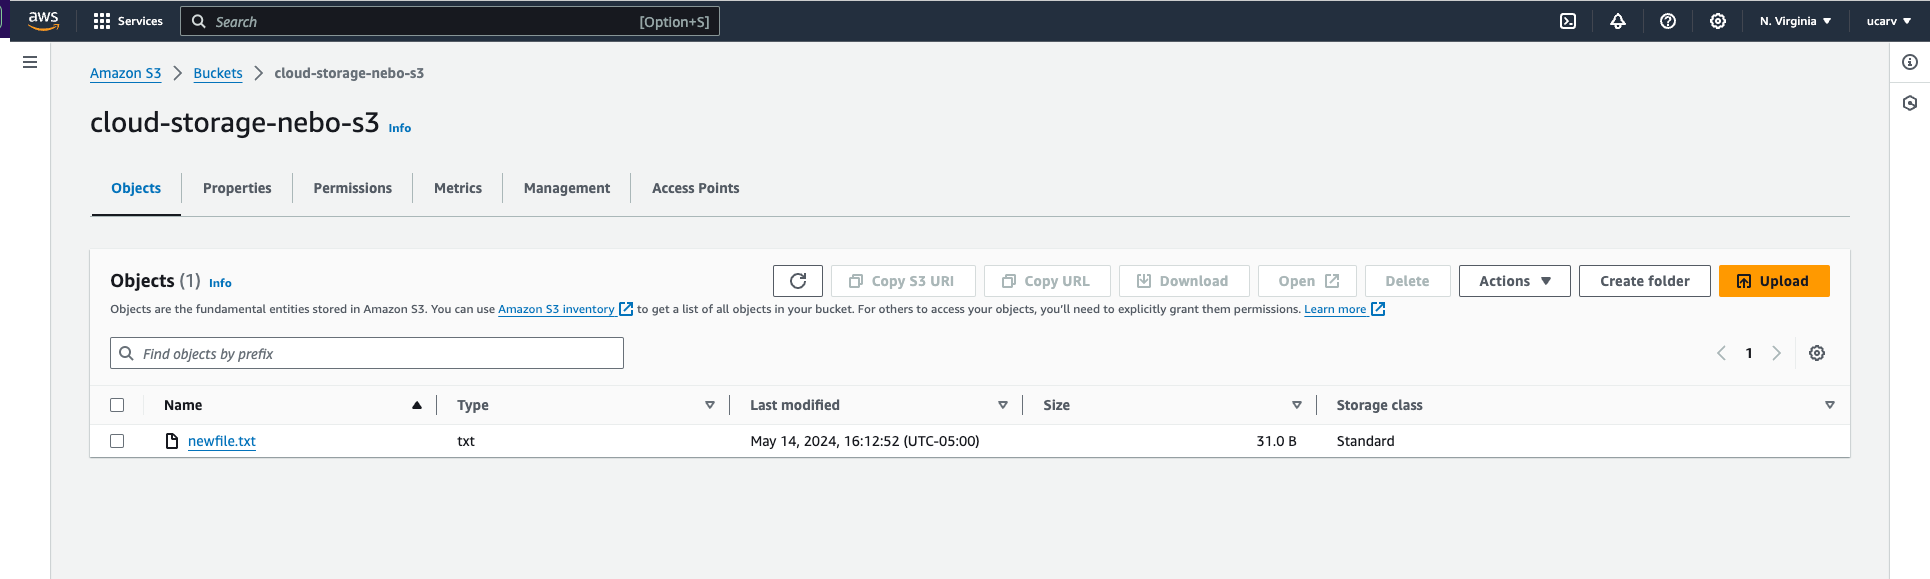 aws Services Search [Option+S] N. Virginia ucarv
Amazon S3 Buckets cloud-storage-nebo-s3
cloud-storage-nebo-s3 Info
Objects Properties Permissions Metrics Management Access Points
Objects (1) Info Copy S3 URI Copy URL Download Open Delete Actions Create folder Upload
Objects are the fundamental entities stored in Amazon S3. You can use Amazon S3 inventory to get a list of all objects in your bucket. For others to access your objects, you'll need to explicitly grant them permissions. Learn more
Find objects by prefix 1
Name Type Last modified Size Storage class
newfile.txt txt May 14, 2024, 16:12:52 (UTC-05:00) 31.0 B Standard